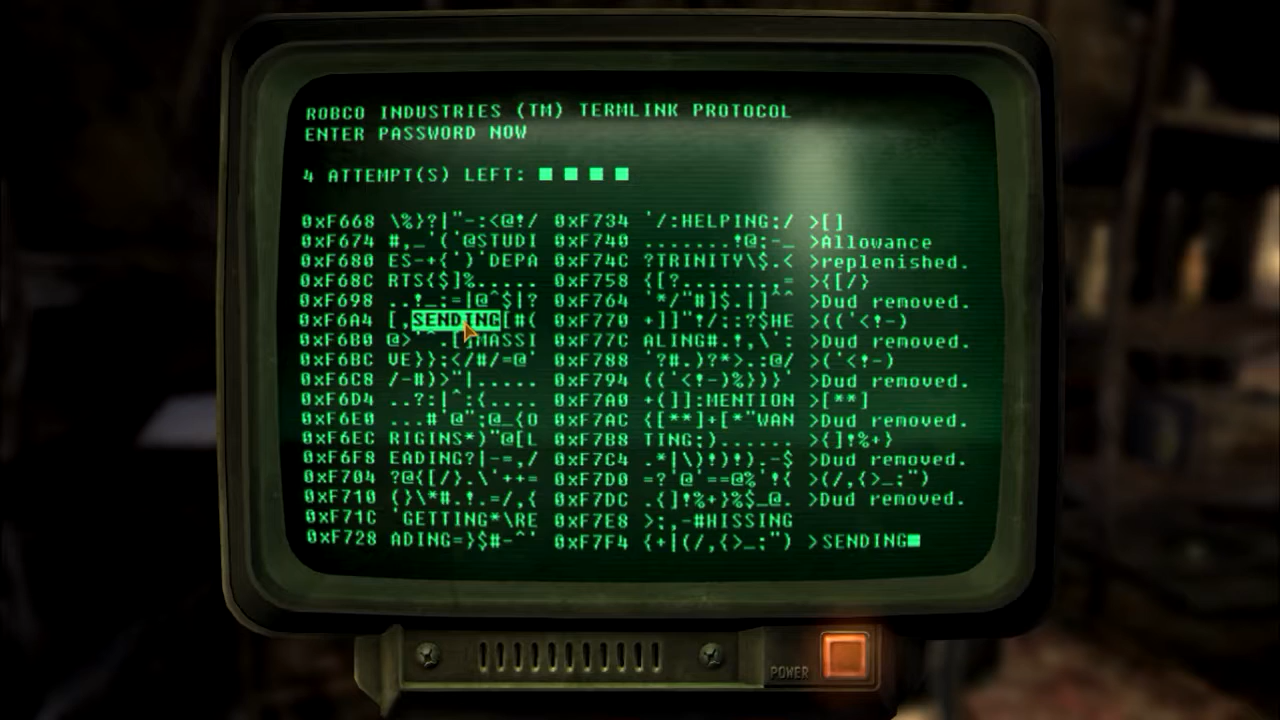 ROBCO INDUSTRIES (TM) TERMLINK PROTOCOL
ENTER PASSWORD NOW
4 ATTEMPT(S) LEFT: ■ ■ ■ ■
0xF668 \%}?|"-:<@!/ 0xF734 '/:HELPING;/ >[]
0xF674 #,_'('@STUDI 0xF740 .......!@;-_ >Allowance
0xF680 ES-+{')'DEPA 0xF74C ?TRINITY\$.< >replenished.
0xF68C RTS{$]%..... 0xF758 {[?........,= >{[/}
0xF698 ..!_:=|@^$|? 0xF764 '*/"#]$.|]^^ >Dud removed.
0xF6A4 [,SENDING[#( 0xF770 +]]"!/::?$HE >(('<!-)
0xF6B0 @>'^.[;MASSI 0xF77C ALING#.!,\': >Dud removed.
0xF6BC VE}};</#/=@' 0xF788 '?#.)?*>.:@/ >('<!-)
0xF6C8 /-#)>"|..... 0xF794 (('<!-)%}))' >Dud removed.
0xF6D4 ..?:|^:{.... 0xF7A0 +(]]:MENTION >[**]
0xF6E0 ...#'@";@_{O 0xF7AC {[**]+[*"WAN >Dud removed.
0xF6EC RIGINS*)"@[L 0xF7B8 TING;)...... >{]!%+}
0xF6F8 EADING?|-=,/ 0xF7C4 .*|\)!)!).-$ >Dud removed.
0xF704 ?@{[/}.\'++= 0xF7D0 =?'@'==@%'!{ >(/,{>_;")
0xF710 (}\*#.!.=/,{ 0xF7DC .{]!%+}%$_@. >Dud removed.
0xF71C 'GETTING*\RE 0xF7E8 >:,-#HISSING
0xF728 ADING=}$#-^' 0xF7F4 {+|(/,{>_;") >SENDING■
POWER